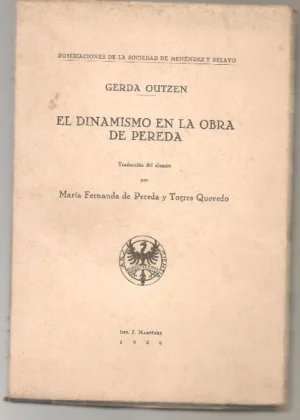 PUBLICACIONES DE LA SOCIEDAD DE MENÉNDEZ Y PELAYO
GERDA OUTZEN
EL DINAMISMO EN LA OBRA
DE PEREDA
Traducción del alemán
por
María Fernanda de Pereda y Torres Quevedo
IMP. J. MARTÍNEZ